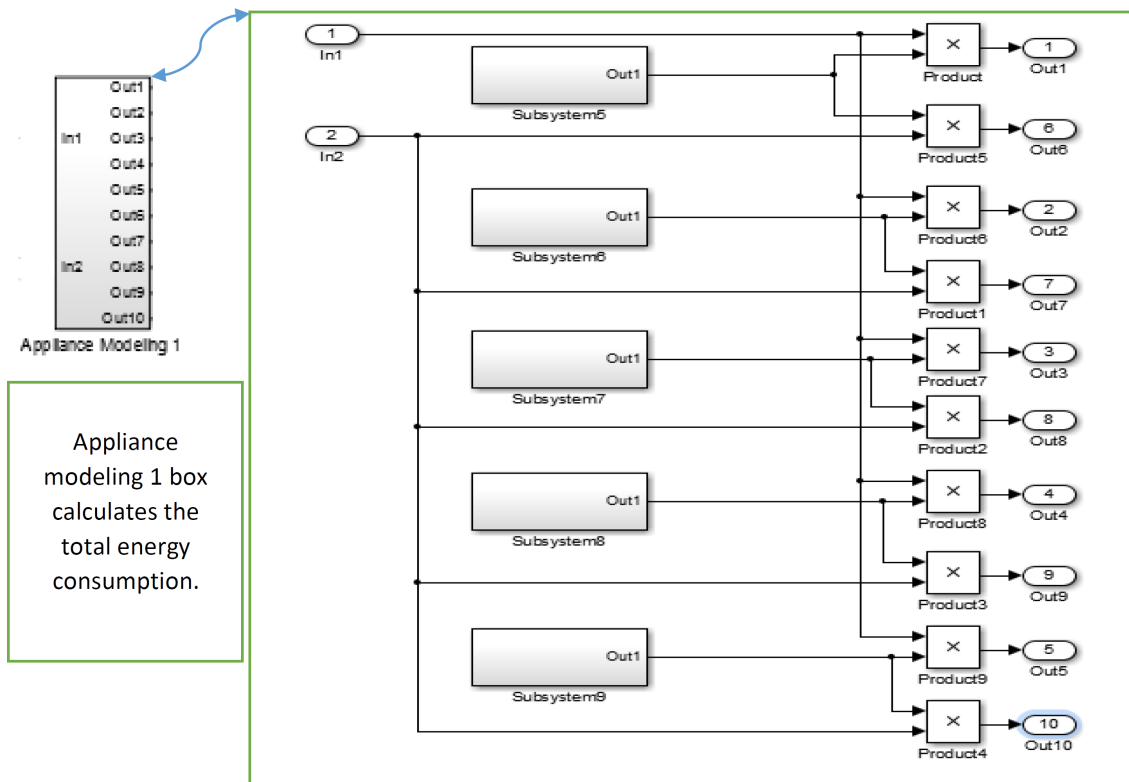 Out1
Out2
In1
Out3
Out4
Out5
Out6
Out7
In2
Out8
Out9
Out10
Appliance Modeling 1
Appliance
modeling 1 box
calculates the
total energy
consumption.
1
In1
Out1
Subsystem5
2
In2
Out1
Subsystem6
Out1
Subsystem7
Out1
Subsystem8
Out1
Subsystem9
×
Product
1
Out1
×
Product5
6
Out6
×
Product6
2
Out2
×
Product1
7
Out7
×
Product7
3
Out3
×
Product2
8
Out8
×
Product8
4
Out4
×
Product3
9
Out9
×
Product9
5
Out5
×
Product4
10
Out10